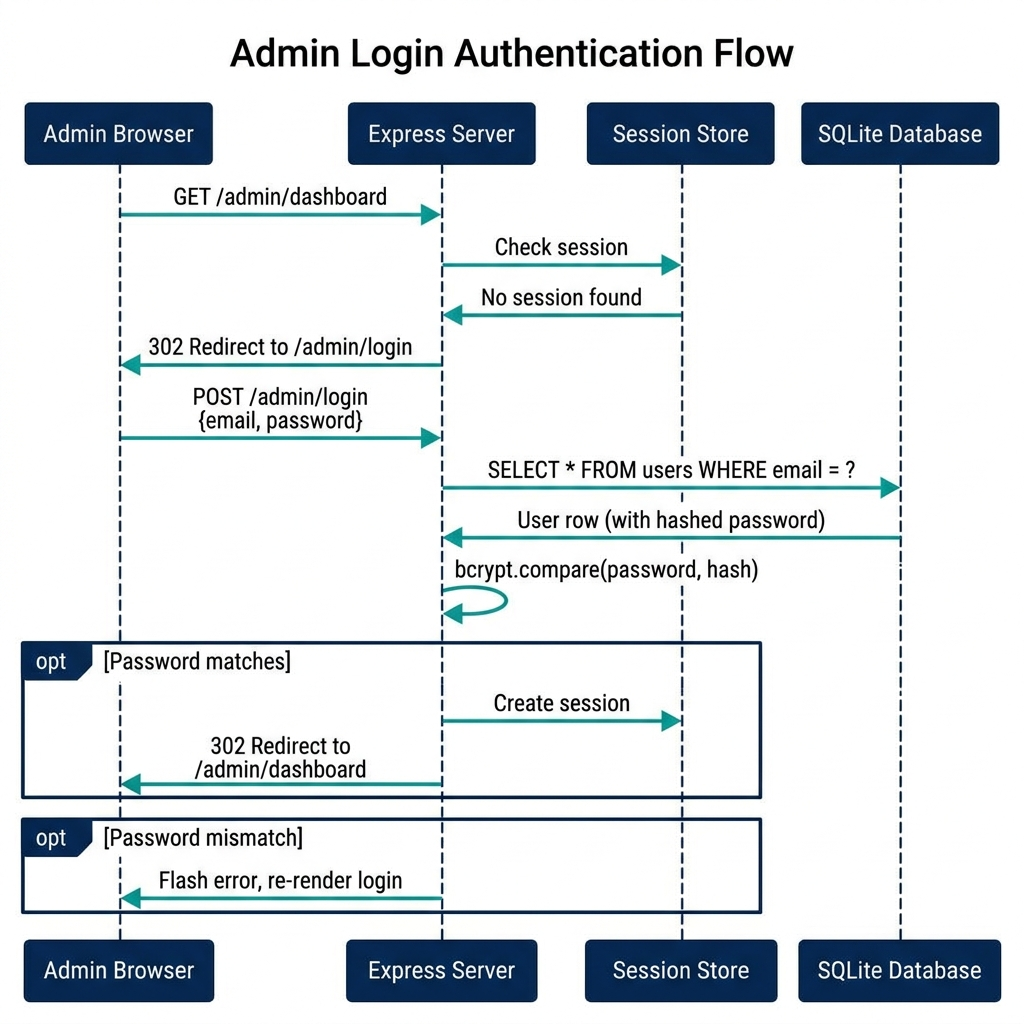 Admin Login Authentication Flow
Admin Browser
Express Server
Session Store
SQLite Database
GET /admin/dashboard
Check session
No session found
302 Redirect to /admin/login
POST /admin/login
{email, password}
SELECT * FROM users WHERE email = ?
User row (with hashed password)
bcrypt.compare(password, hash)
opt [Password matches]
Create session
302 Redirect to
/admin/dashboard
opt [Password mismatch]
Flash error, re-render login
Admin Browser
Express Server
Session Store
SQLite Database